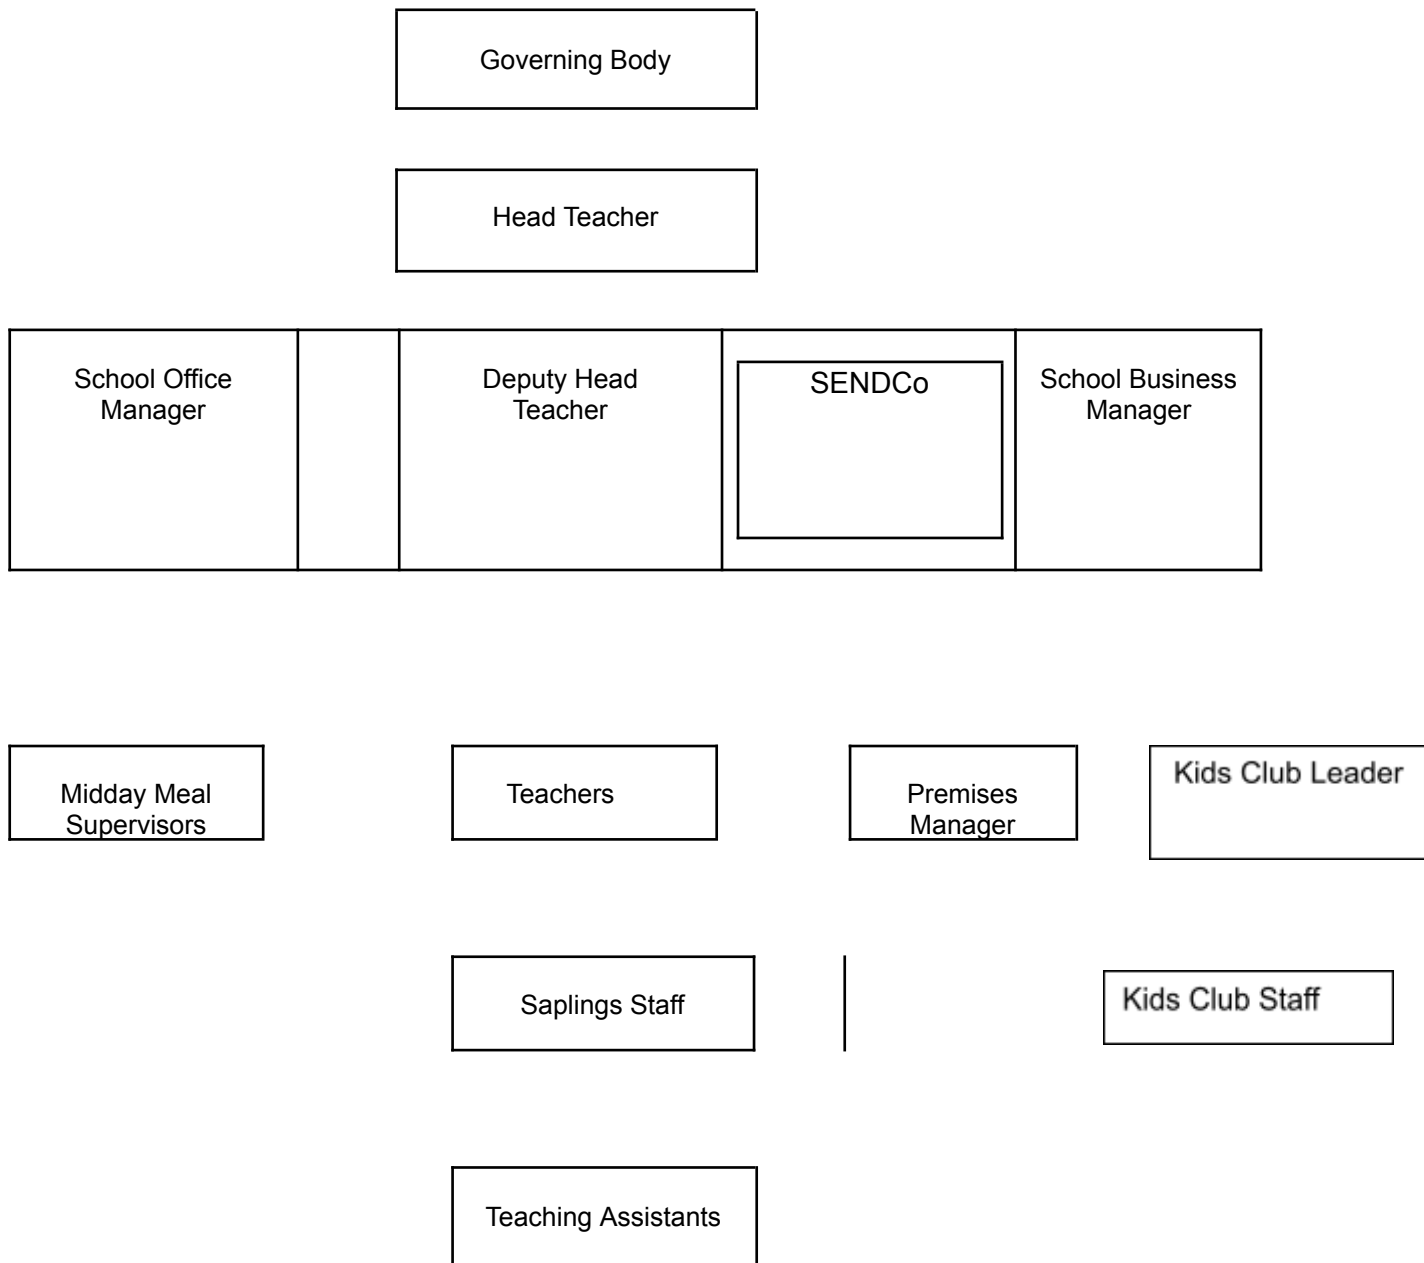 Governing Body
Head Teacher
School Office
Manager
Deputy Head
Teacher
SENDCo
School Business
Manager
Midday Meal
Supervisors
Teachers
Premises
Manager
Kids Club Leader
Saplings Staff
Kids Club Staff
Teaching Assistants